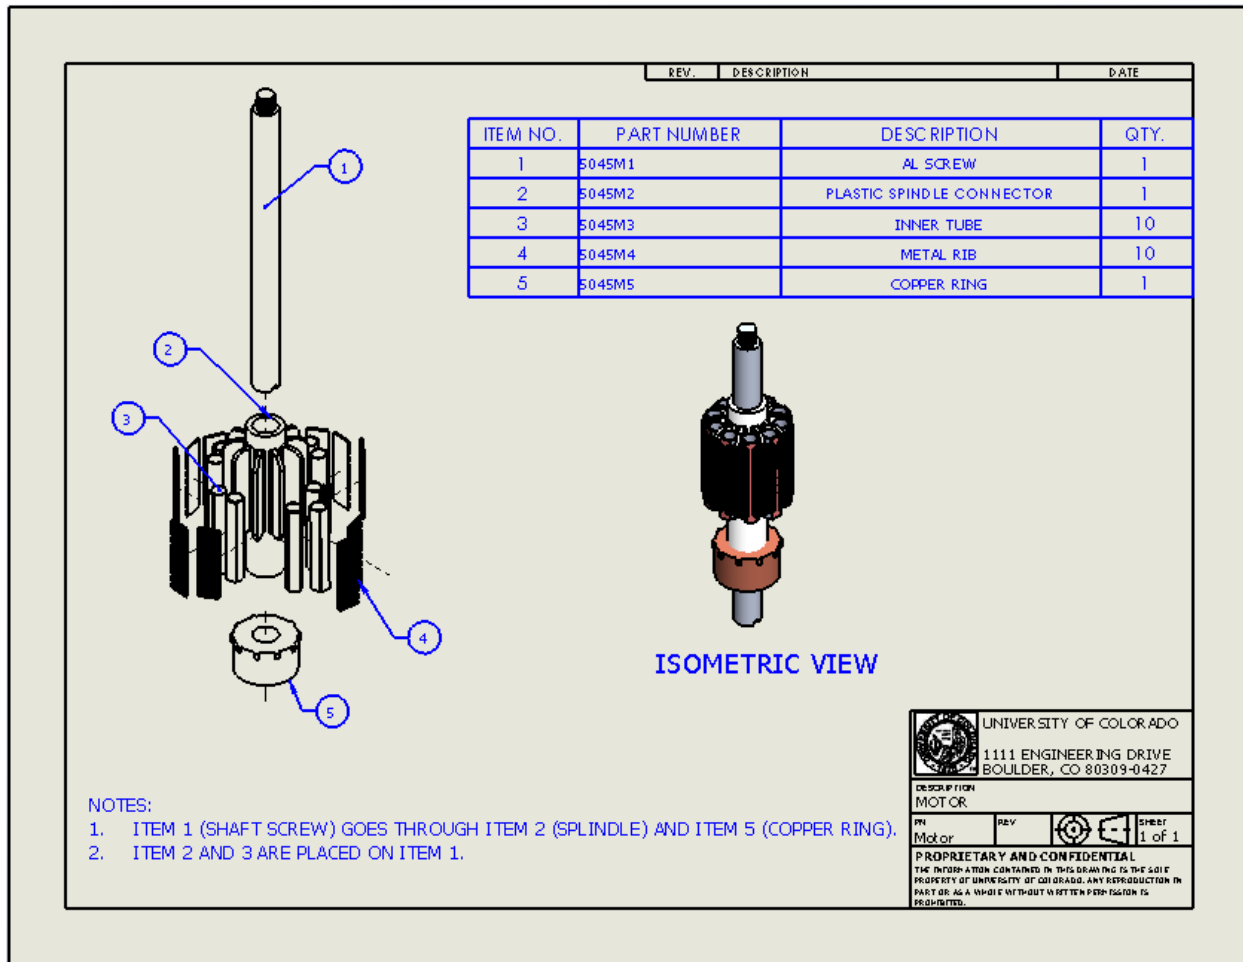 REV. DESCRIPTION DATE
ITEM NO. PART NUMBER DESCRIPTION QTY.
1 5045M1 AL SCREW 1
2 5045M2 PLASTIC SPINDLE CONNECTOR 1
3 5045M3 INNER TUBE 10
4 5045M4 METAL RIB 10
5 5045M5 COPPER RING 1
1
2
3
4
5
ISOMETRIC VIEW
NOTES:
1. ITEM 1 (SHAFT SCREW) GOES THROUGH ITEM 2 (SPLINDLE) AND ITEM 5 (COPPER RING).
2. ITEM 2 AND 3 ARE PLACED ON ITEM 1.
UNIVERSITY OF COLORADO
1111 ENGINEERING DRIVE
BOULDER, CO 80309-0427
DESCRIPTION
MOTOR
PN REV SHEET
Motor 1 of 1
PROPRIETARY AND CONFIDENTIAL
THE INFORMATION CONTAINED IN THIS DRAWING IS THE SOLE
PROPERTY OF UNIVERSITY OF COLORADO. ANY REPRODUCTION IN
PART OR AS A WHOLE WITHOUT WRITTEN PERMISSION IS
PROHIBITED.